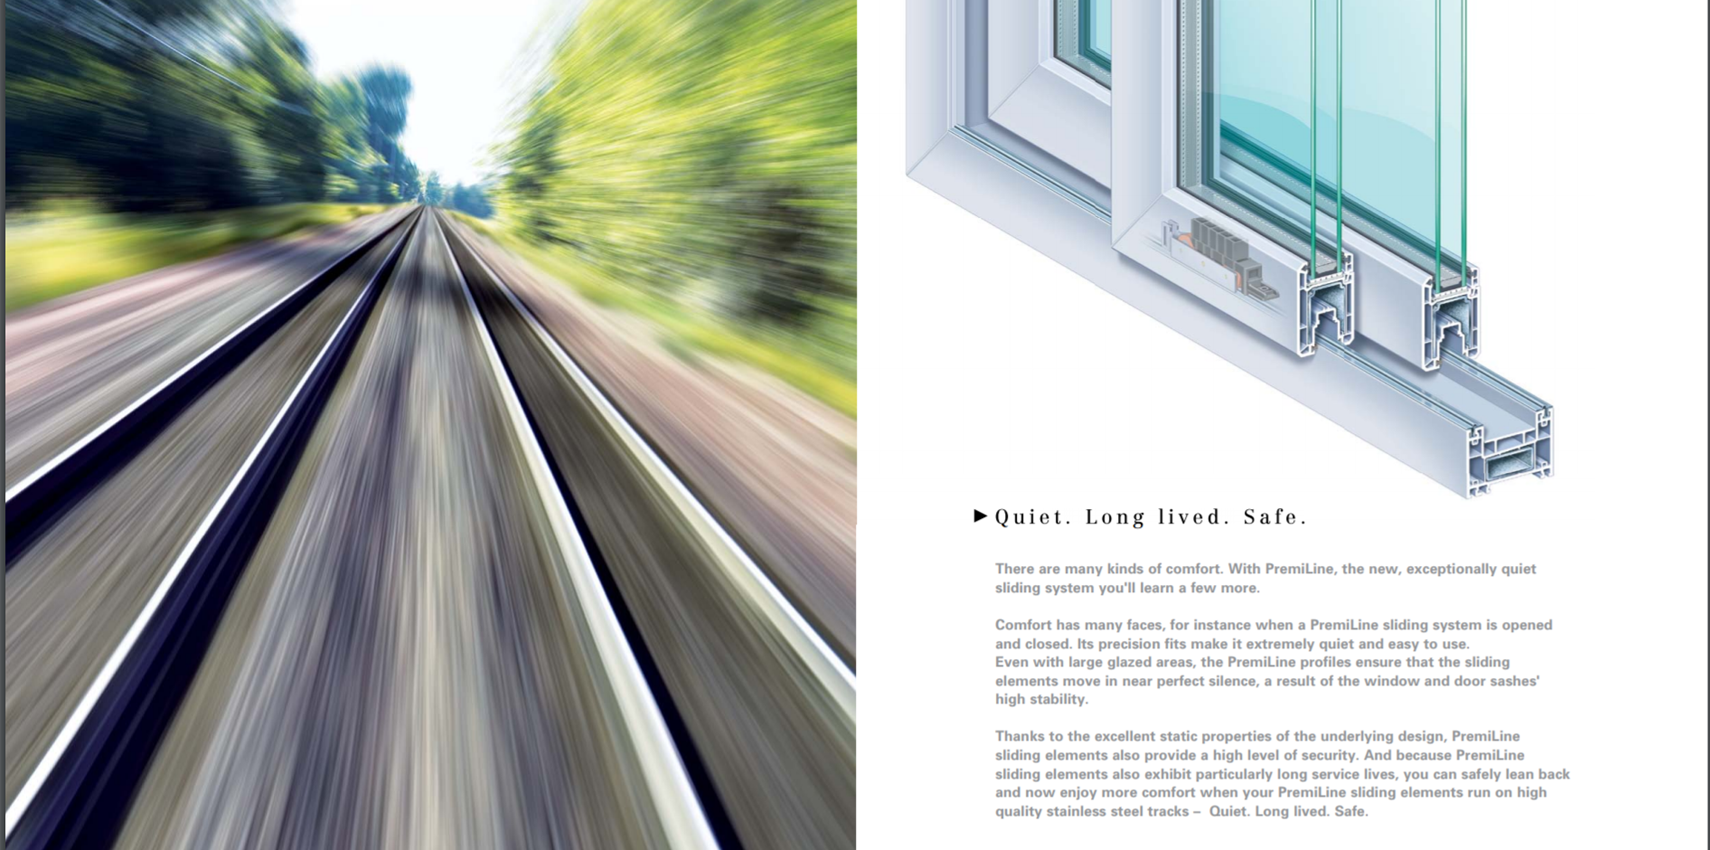 Quiet. Long lived. Safe.
There are many kinds of comfort. With PremiLine, the new, exceptionally quiet
sliding system you'll learn a few more.
Comfort has many faces, for instance when a PremiLine sliding system is opened
and closed. Its precision fits make it extremely quiet and easy to use.
Even with large glazed areas, the PremiLine profiles ensure that the sliding
elements move in near perfect silence, a result of the window and door sashes'
high stability.
Thanks to the excellent static properties of the underlying design, PremiLine
sliding elements also provide a high level of security. And because PremiLine
sliding elements also exhibit particularly long service lives, you can safely lean back
and now enjoy more comfort when your PremiLine sliding elements run on high
quality stainless steel tracks – Quiet. Long lived. Safe.